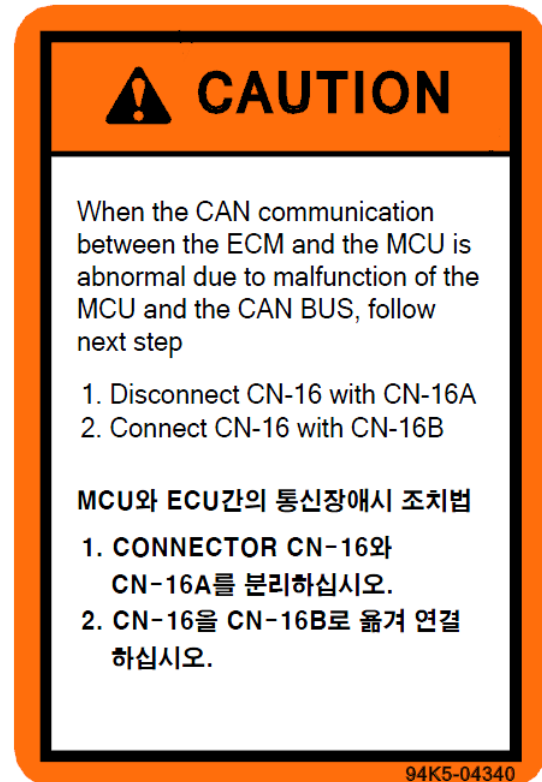 CAUTION
When the CAN communication
between the ECM and the MCU is
abnormal due to malfunction of the
MCU and the CAN BUS, follow
next step
1. Disconnect CN-16 with CN-16A
2. Connect CN-16 with CN-16B
MCU와 ECU간의 통신장애시 조치법
1. CONNECTOR CN-16와
CN-16A를 분리하십시오.
2. CN-16을 CN-16B로 옮겨 연결
하십시오.
94K5-04340